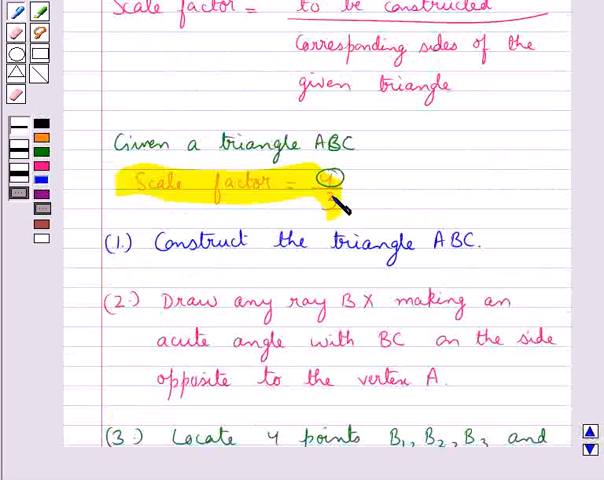 Scale factor = to be constructed
Corresponding sides of the
given triangle
Given a triangle ABC
Scale factor = 4
3
(1.) Construct the triangle ABC.
(2.) Draw any ray BX making an
acute angle with BC on the side
opposite to the vertex A.
(3.) Locate 4 points B1, B2, B3 and